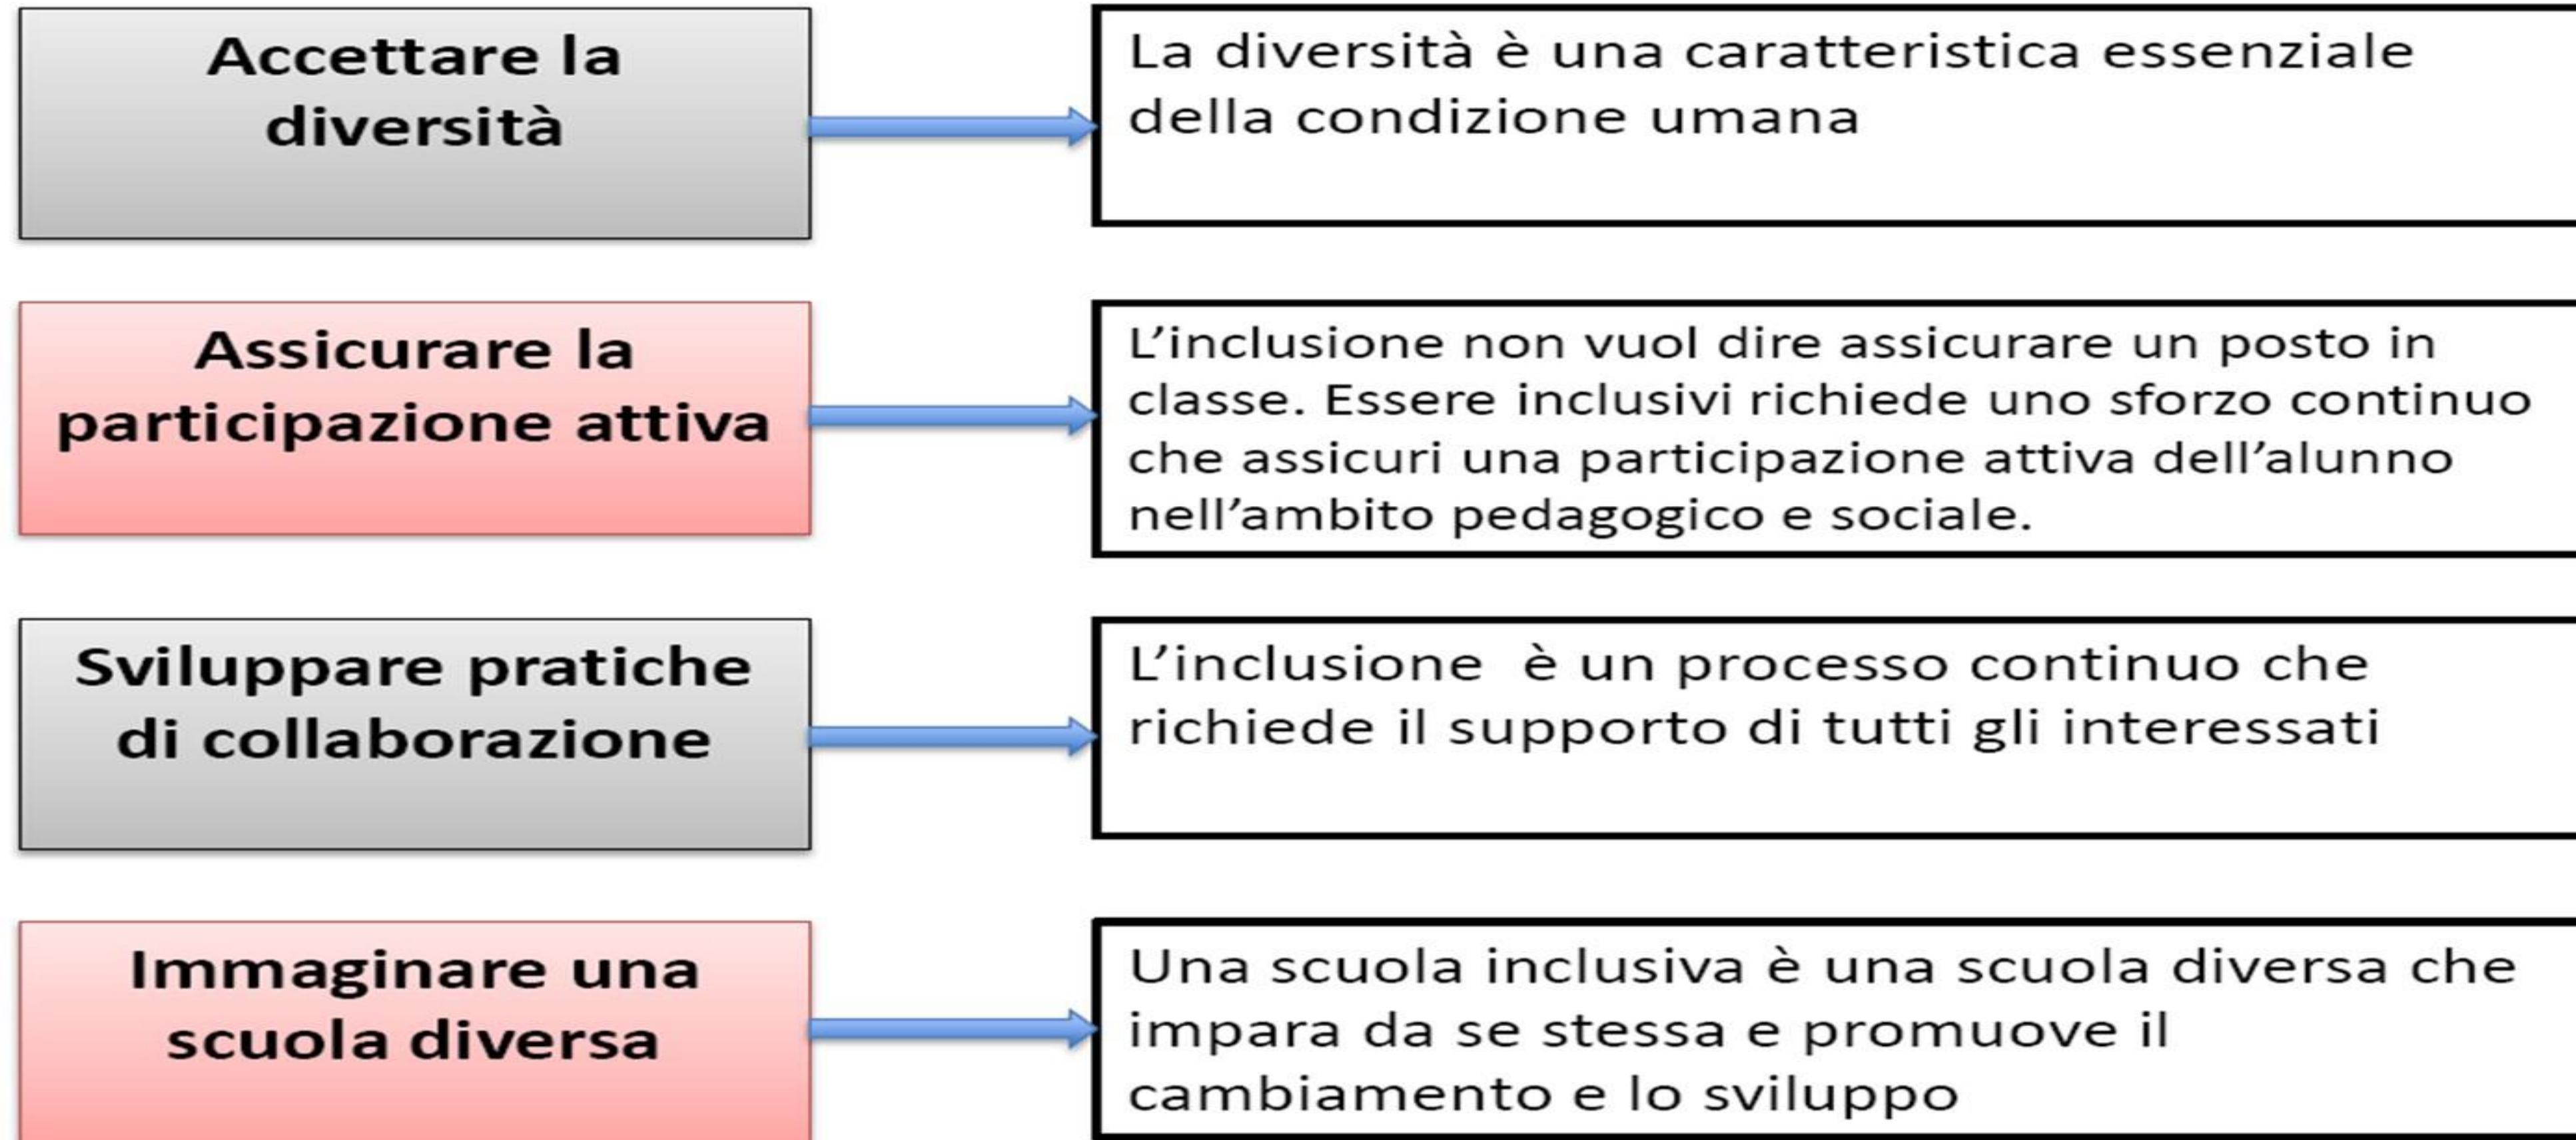 Accettare la
diversità
La diversità è una caratteristica essenziale
della condizione umana
Assicurare la
participazione attiva
L’inclusione non vuol dire assicurare un posto in
classe. Essere inclusivi richiede uno sforzo continuo
che assicuri una participazione attiva dell’alunno
nell’ambito pedagogico e sociale.
Sviluppare pratiche
di collaborazione
L’inclusione  è un processo continuo che
richiede il supporto di tutti gli interessati
Immaginare una
scuola diversa
Una scuola inclusiva è una scuola diversa che
impara da se stessa e promuove il
cambiamento e lo sviluppo